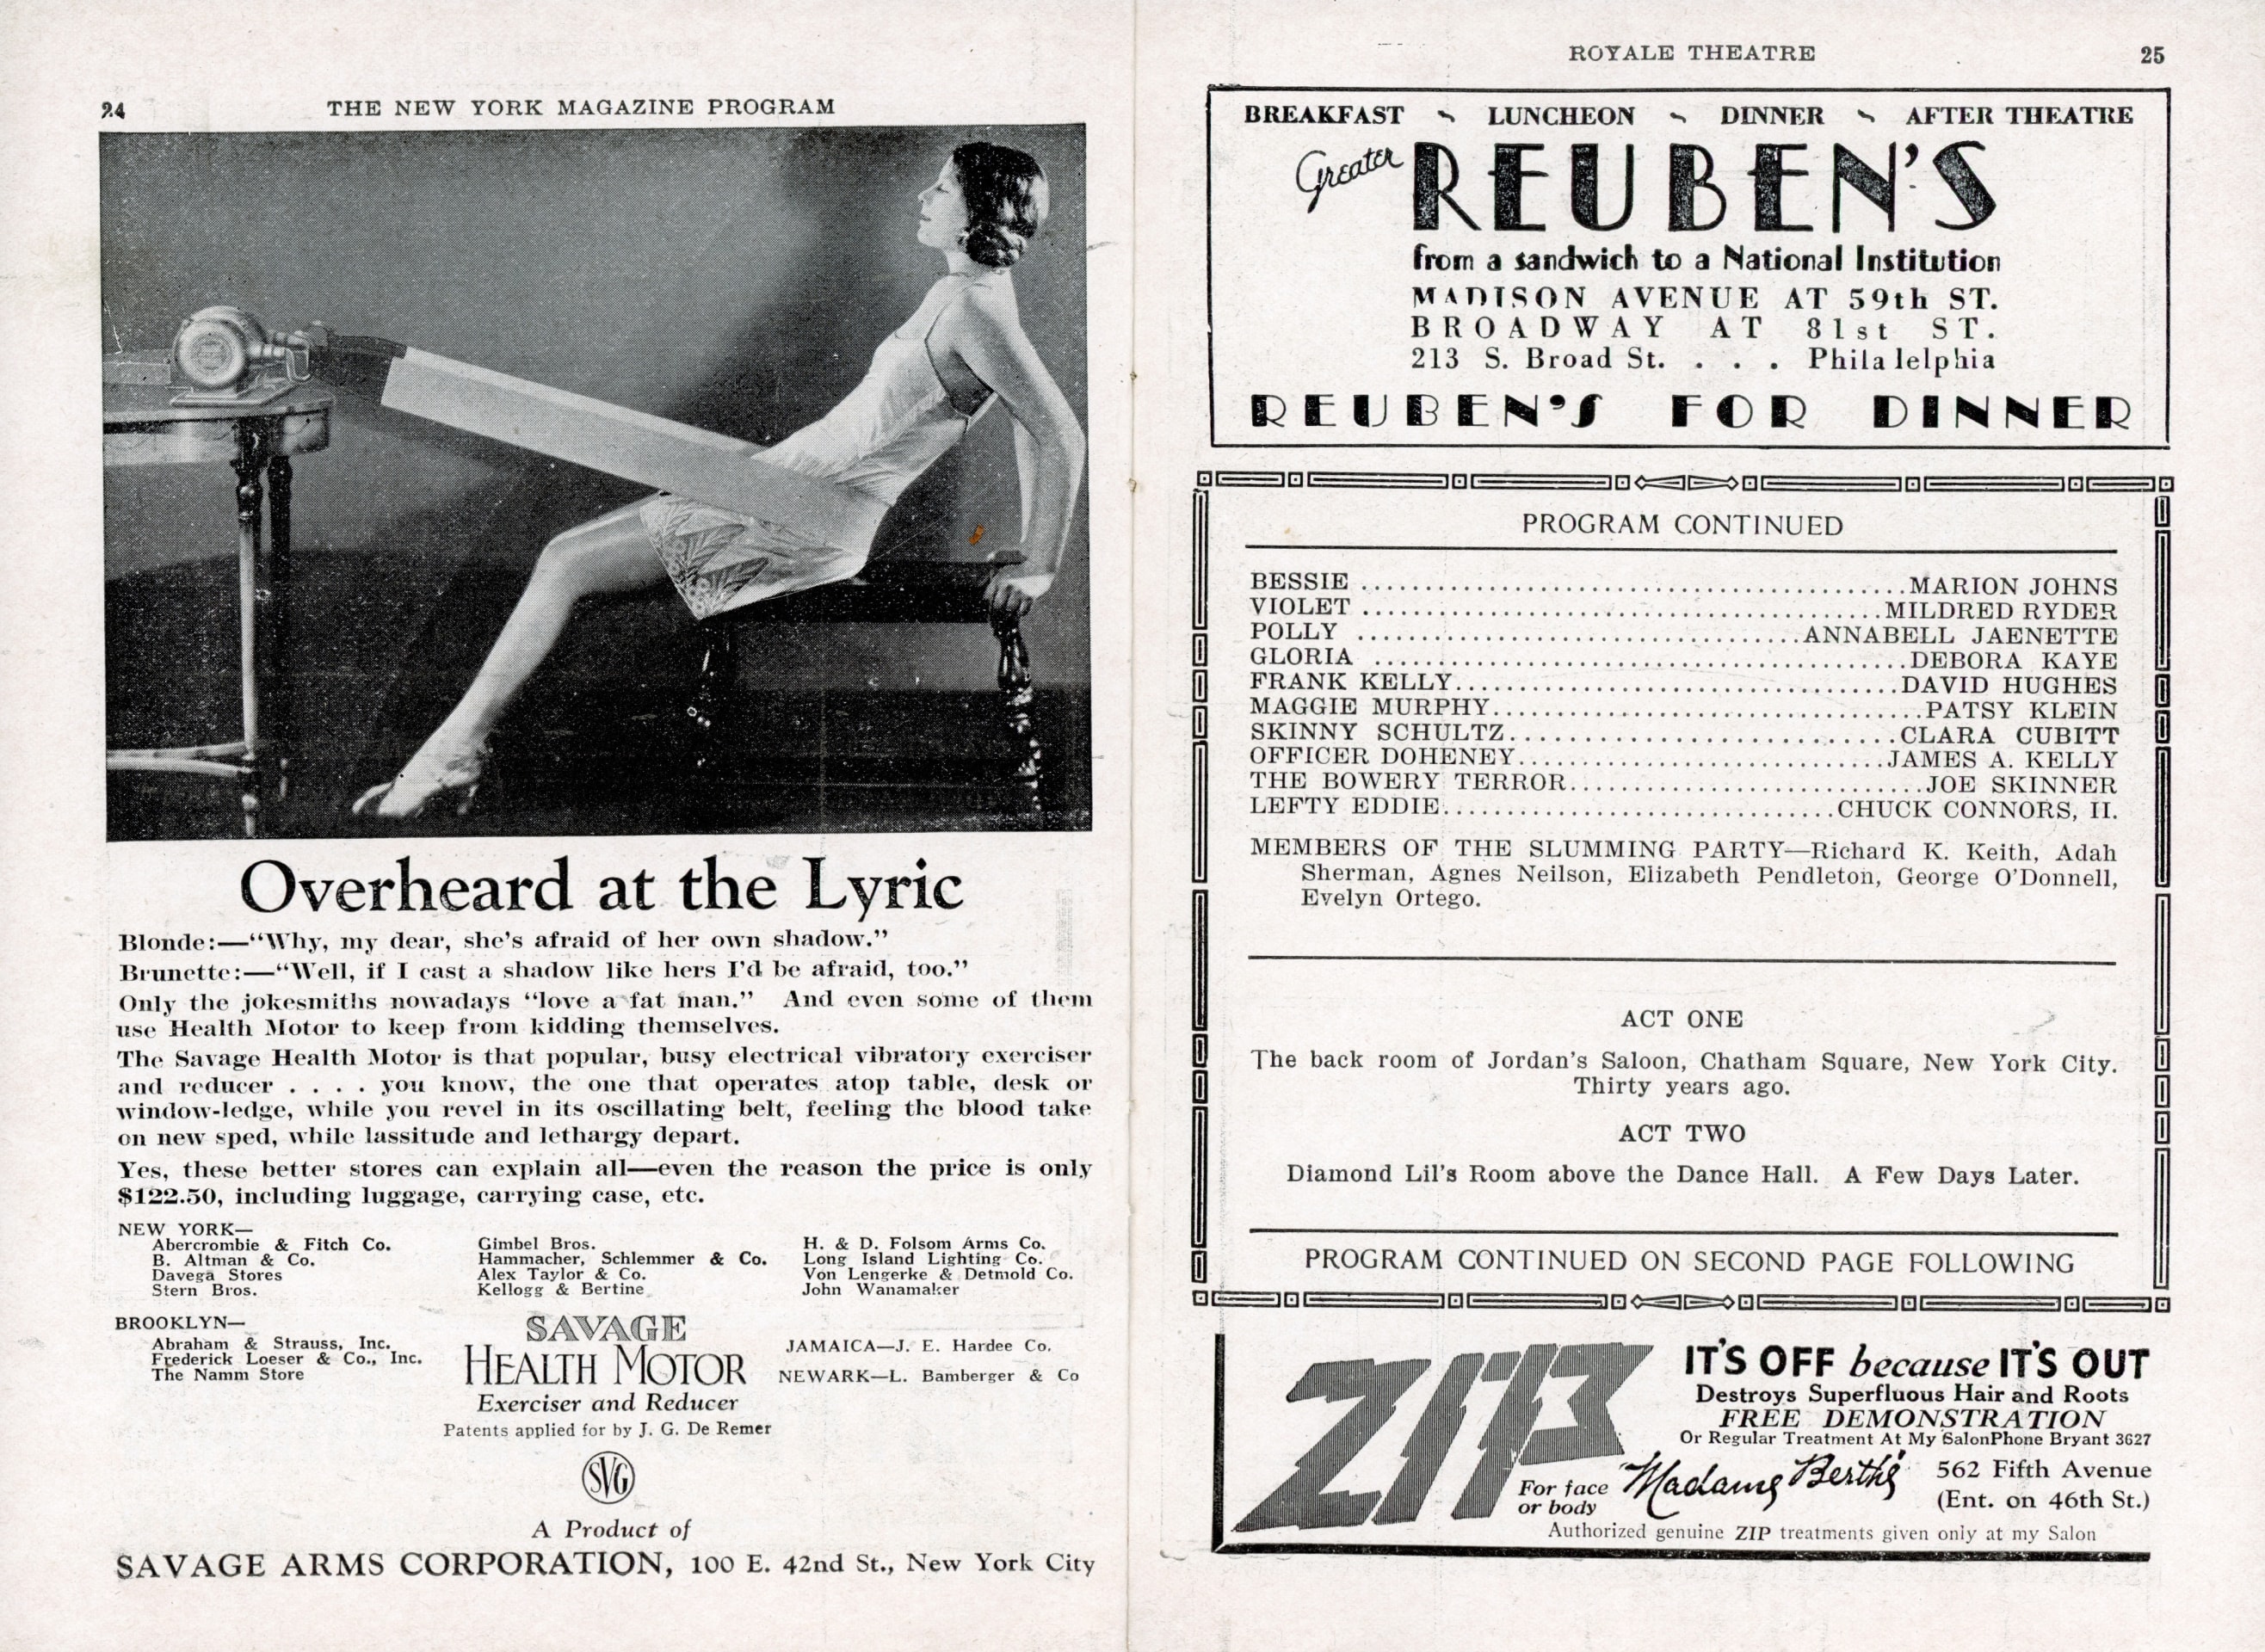 24
THE NEW YORK MAGAZINE PROGRAM
Overheard at the Lyric
Blonde:—“Why, my dear, she’s afraid of her own shadow.”
Brunette:—“Well, if I cast a shadow like hers I’d be afraid, too.”
Only the jokesmiths nowadays “love a fat man.” And even some of them
use Health Motor to keep from kidding themselves.
The Savage Health Motor is that popular, busy electrical vibratory exerciser
and reducer . . . . you know, the one that operates atop table, desk or
window-ledge, while you revel in its oscillating belt, feeling the blood take
on new sped, while lassitude and lethargy depart.
Yes, these better stores can explain all—even the reason the price is only
$122.50, including luggage, carrying case, etc.
NEW YORK—
Abercrombie & Fitch Co.
B. Altman & Co.
Davega Stores
Stern Bros.
Gimbel Bros.
Hammacher, Schlemmer & Co.
Alex Taylor & Co.
Kellogg & Bertine
H. & D. Folsom Arms Co.
Long Island Lighting Co.
Von Lengerke & Detmold Co.
John Wanamaker
BROOKLYN—
Abraham & Strauss, Inc.
Frederick Loeser & Co., Inc.
The Namm Store
SAVAGE
HEALTH MOTOR
Exerciser and Reducer
Patents applied for by J. G. De Remer
JAMAICA—J. E. Hardee Co.
NEWARK—L. Bamberger & Co
SVG
A Product of
SAVAGE ARMS CORPORATION, 100 E. 42nd St., New York City
ROYALE THEATRE
25
BREAKFAST ~ LUNCHEON ~ DINNER ~ AFTER THEATRE
Greater REUBEN’S
from a sandwich to a National Institution
MADISON AVENUE AT 59th ST.
BROADWAY AT 81st ST.
213 S. Broad St. . . . Phila lelphia
REUBEN’S FOR DINNER
PROGRAM CONTINUED
BESSIE ..........MARION JOHNS
VIOLET ..........MILDRED RYDER
POLLY ..........ANNABELL JAENETTE
GLORIA ..........DEBORA KAYE
FRANK KELLY..........DAVID HUGHES
MAGGIE MURPHY..........PATSY KLEIN
SKINNY SCHULTZ..........CLARA CUBITT
OFFICER DOHENEY..........JAMES A. KELLY
THE BOWERY TERROR..........JOE SKINNER
LEFTY EDDIE..........CHUCK CONNORS, II.
MEMBERS OF THE SLUMMING PARTY—Richard K. Keith, Adah
Sherman, Agnes Neilson, Elizabeth Pendleton, George O’Donnell,
Evelyn Ortego.
ACT ONE
The back room of Jordan’s Saloon, Chatham Square, New York City.
Thirty years ago.
ACT TWO
Diamond Lil’s Room above the Dance Hall. A Few Days Later.
PROGRAM CONTINUED ON SECOND PAGE FOLLOWING
ZIP
IT’S OFF because IT’S OUT
Destroys Superfluous Hair and Roots
FREE DEMONSTRATION
Or Regular Treatment At My Salon Phone Bryant 3627
For face
or body
Madame Berthé
562 Fifth Avenue
(Ent. on 46th St.)
Authorized genuine ZIP treatments given only at my Salon